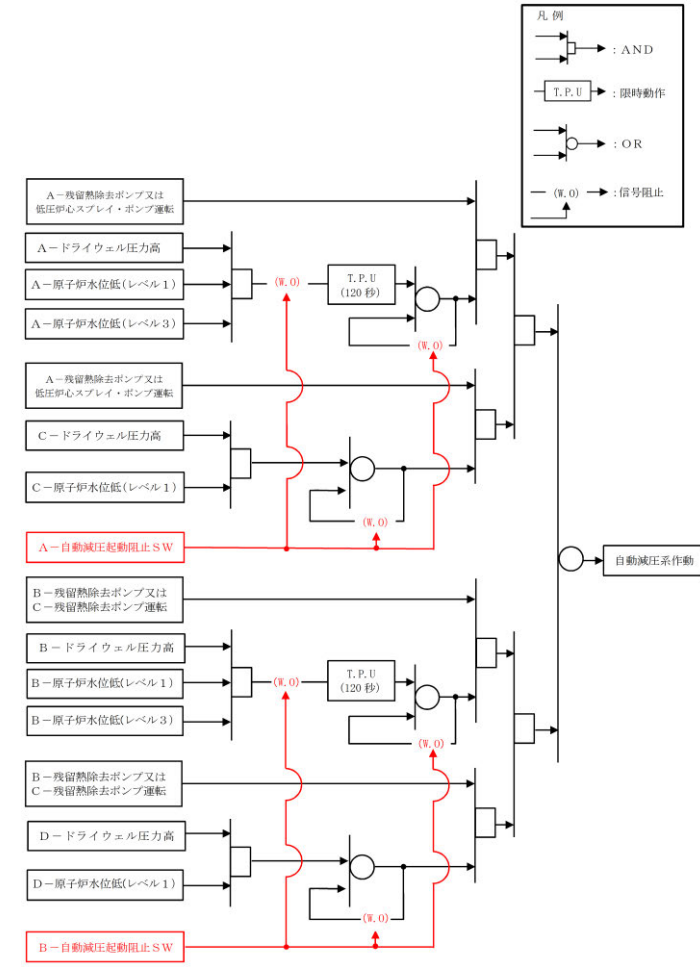 凡 例
：ＡＮＤ
T.P.U
：限時動作
：ＯＲ
(W.O)
：信号阻止
Ａ－残留熱除去ポンプ又は
低圧炉心スプレイ・ポンプ運転
Ａ－ドライウェル圧力高
Ａ－原子炉水位低(レベル１)
Ａ－原子炉水位低(レベル３)
(W.O)
T.P.U
(120 秒)
(W.O)
Ａ－残留熱除去ポンプ又は
低圧炉心スプレイ・ポンプ運転
Ｃ－ドライウェル圧力高
Ｃ－原子炉水位低(レベル１)
(W.O)
Ａ－自動減圧起動阻止ＳＷ
自動減圧系作動
Ｂ－残留熱除去ポンプ又は
Ｃ－残留熱除去ポンプ運転
Ｂ－ドライウェル圧力高
Ｂ－原子炉水位低(レベル１)
Ｂ－原子炉水位低(レベル３)
(W.O)
T.P.U
(120 秒)
(W.O)
Ｂ－残留熱除去ポンプ又は
Ｃ－残留熱除去ポンプ運転
Ｄ－ドライウェル圧力高
Ｄ－原子炉水位低(レベル１)
(W.O)
Ｂ－自動減圧起動阻止ＳＷ